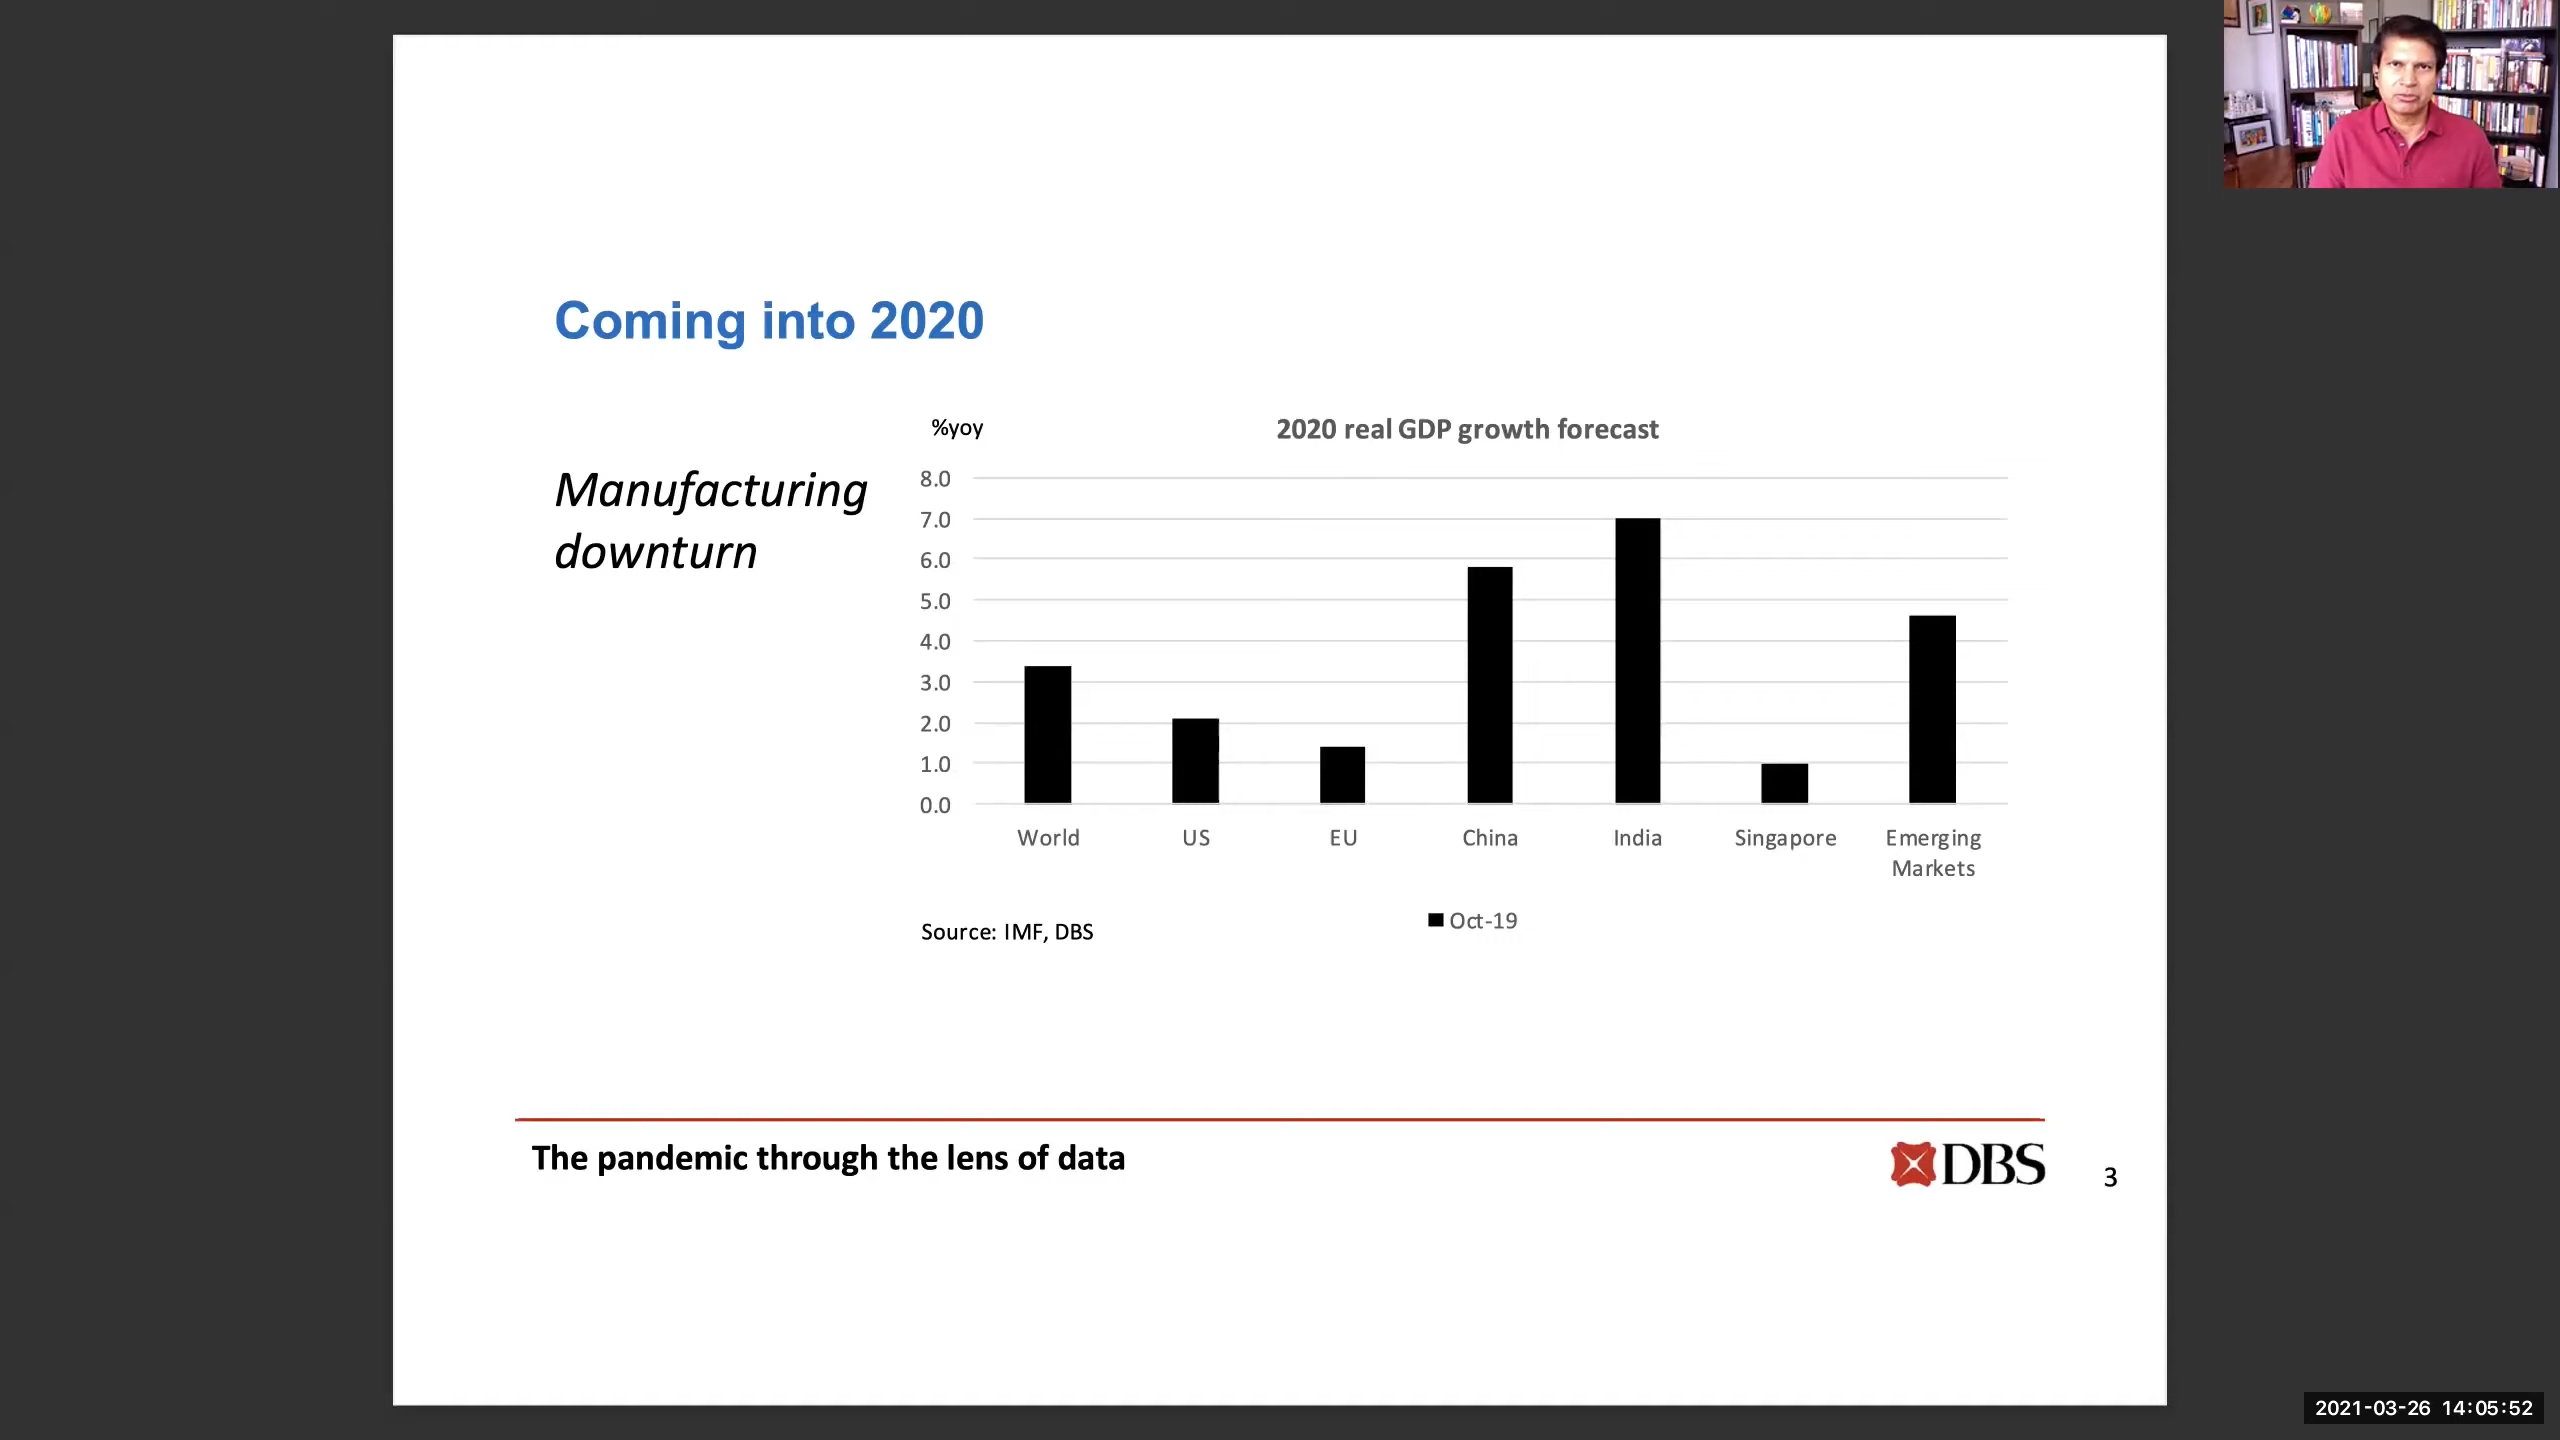 Coming into 2020
Manufacturing
downturn
%yoy
2020 real GDP growth forecast
8.0
7.0
6.0
5.0
4.0
3.0
2.0
1.0
0.0
World
US
EU
China
India
Singapore
Emerging
Markets
Oct-19
Source: IMF, DBS
The pandemic through the lens of data
DBS
3
2021-03-26 14:05:52